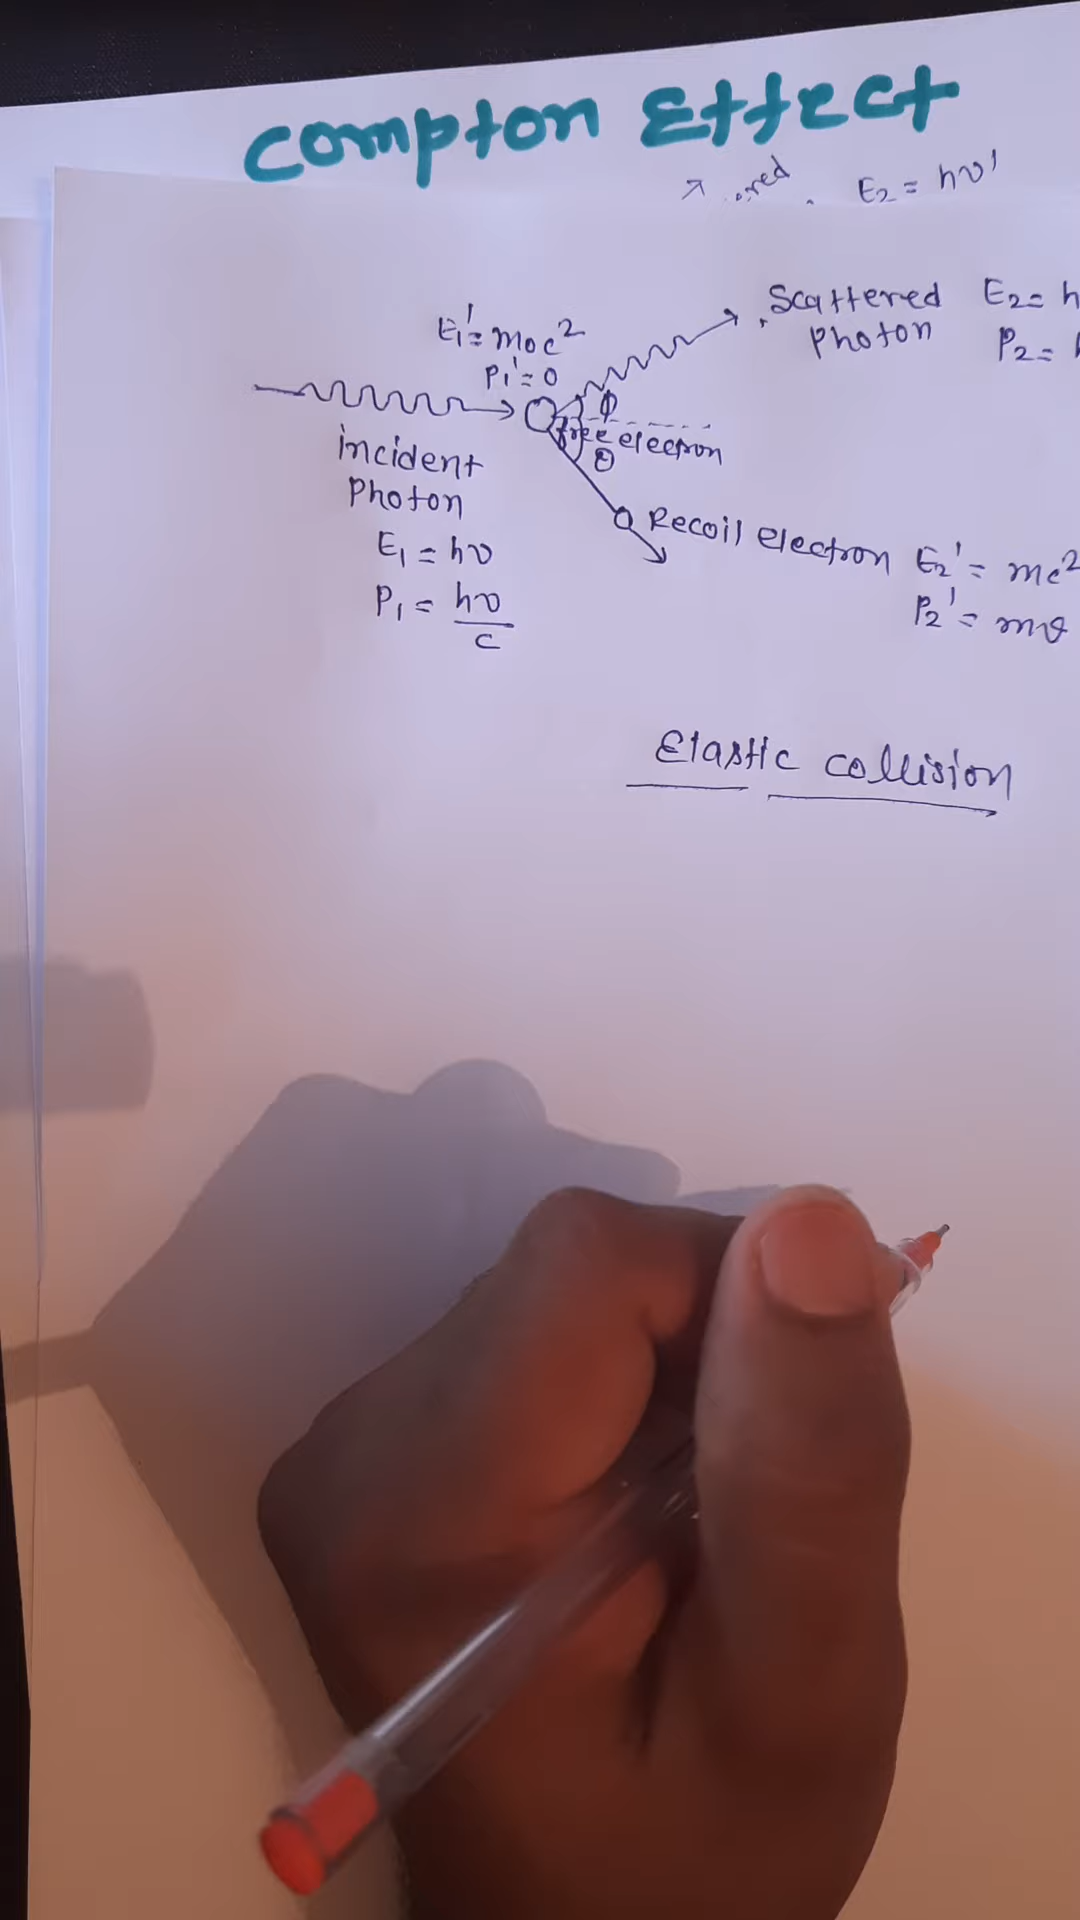 Compton Effect
E₂ = hν'
Scattered E₂ = h
Photon P₂ =
E₁' = m₀c²
P₁' = 0
ϕ
free electron
θ
incident
Photon
E₁ = hν
P₁ = hν/c
Recoil electron E₂' = mc²
P₂' = mv
Elastic collision